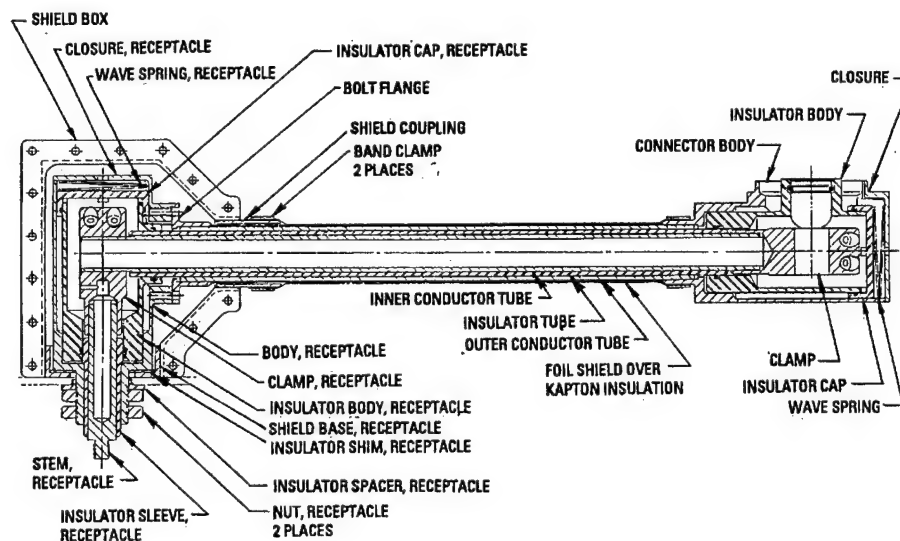 SHIELD BOX
CLOSURE, RECEPTACLE
WAVE SPRING, RECEPTACLE
INSULATOR CAP, RECEPTACLE
BOLT FLANGE
SHIELD COUPLING
BAND CLAMP
2 PLACES
CLOSURE
INSULATOR BODY
CONNECTOR BODY
INNER CONDUCTOR TUBE
INSULATOR TUBE
OUTER CONDUCTOR TUBE
FOIL SHIELD OVER
KAPTON INSULATION
CLAMP
INSULATOR CAP
WAVE SPRING
BODY, RECEPTACLE
CLAMP, RECEPTACLE
INSULATOR BODY, RECEPTACLE
SHIELD BASE, RECEPTACLE
INSULATOR SHIM, RECEPTACLE
STEM,
RECEPTACLE
INSULATOR SPACER, RECEPTACLE
INSULATOR SLEEVE,
RECEPTACLE
NUT, RECEPTACLE
2 PLACES